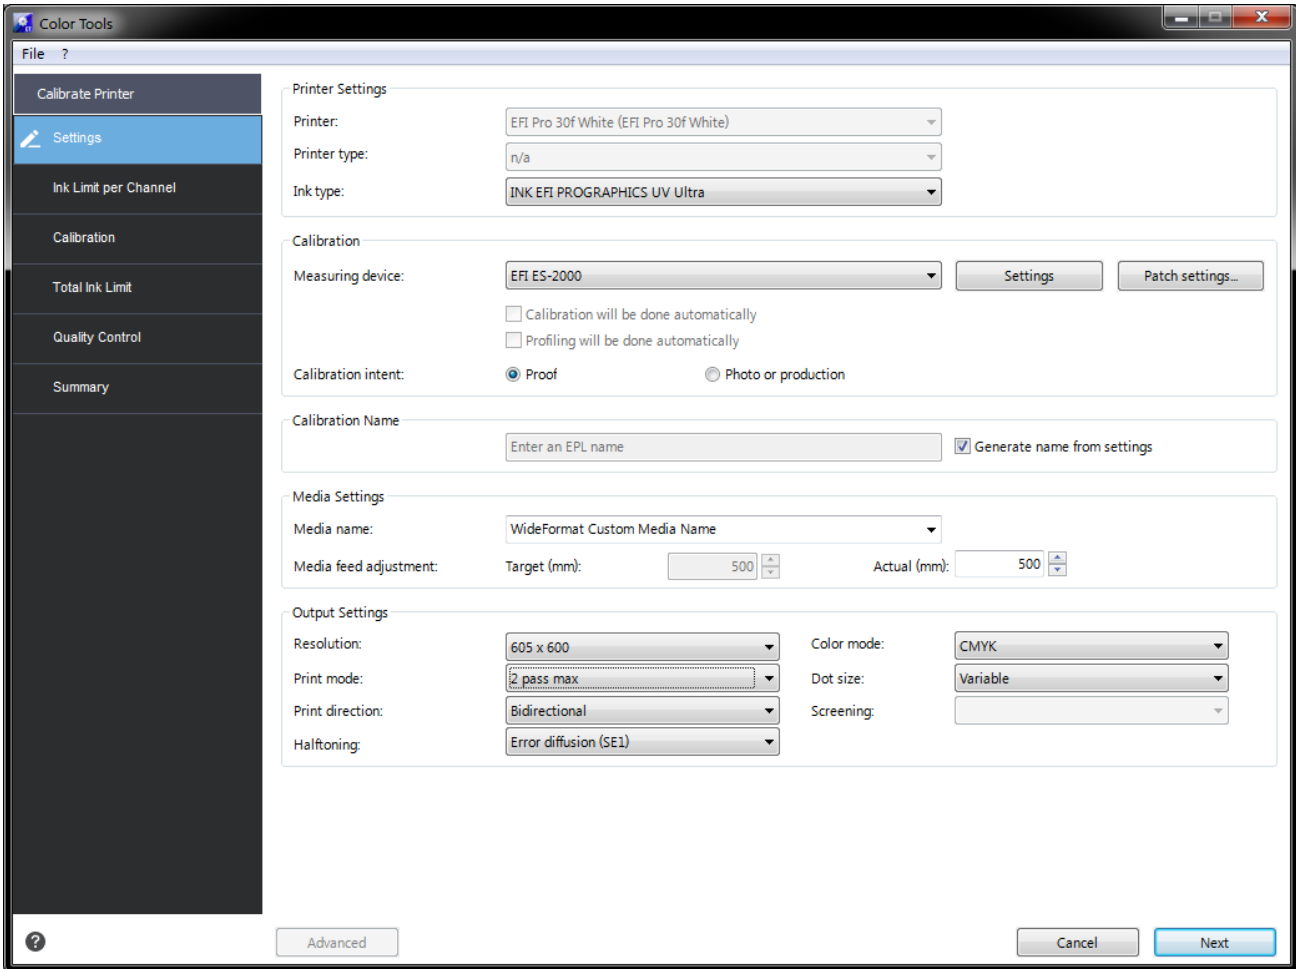 Color Tools
File ?
Calibrate Printer
Settings
Ink Limit per Channel
Calibration
Total Ink Limit
Quality Control
Summary
Printer Settings
Printer: EFI Pro 30f White (EFI Pro 30f White)
Printer type: n/a
Ink type: INK EFI PROGRAPHICS UV Ultra
Calibration
Measuring device: EFI ES-2000 Settings Patch settings...
Calibration will be done automatically
Profiling will be done automatically
Calibration intent: Proof Photo or production
Calibration Name
Enter an EPL name Generate name from settings
Media Settings
Media name: WideFormat Custom Media Name
Media feed adjustment: Target (mm): 500 Actual (mm): 500
Output Settings
Resolution: 605 x 600 Color mode: CMYK
Print mode: 2 pass max Dot size: Variable
Print direction: Bidirectional Screening:
Halftoning: Error diffusion (SE1)
? Advanced Cancel Next